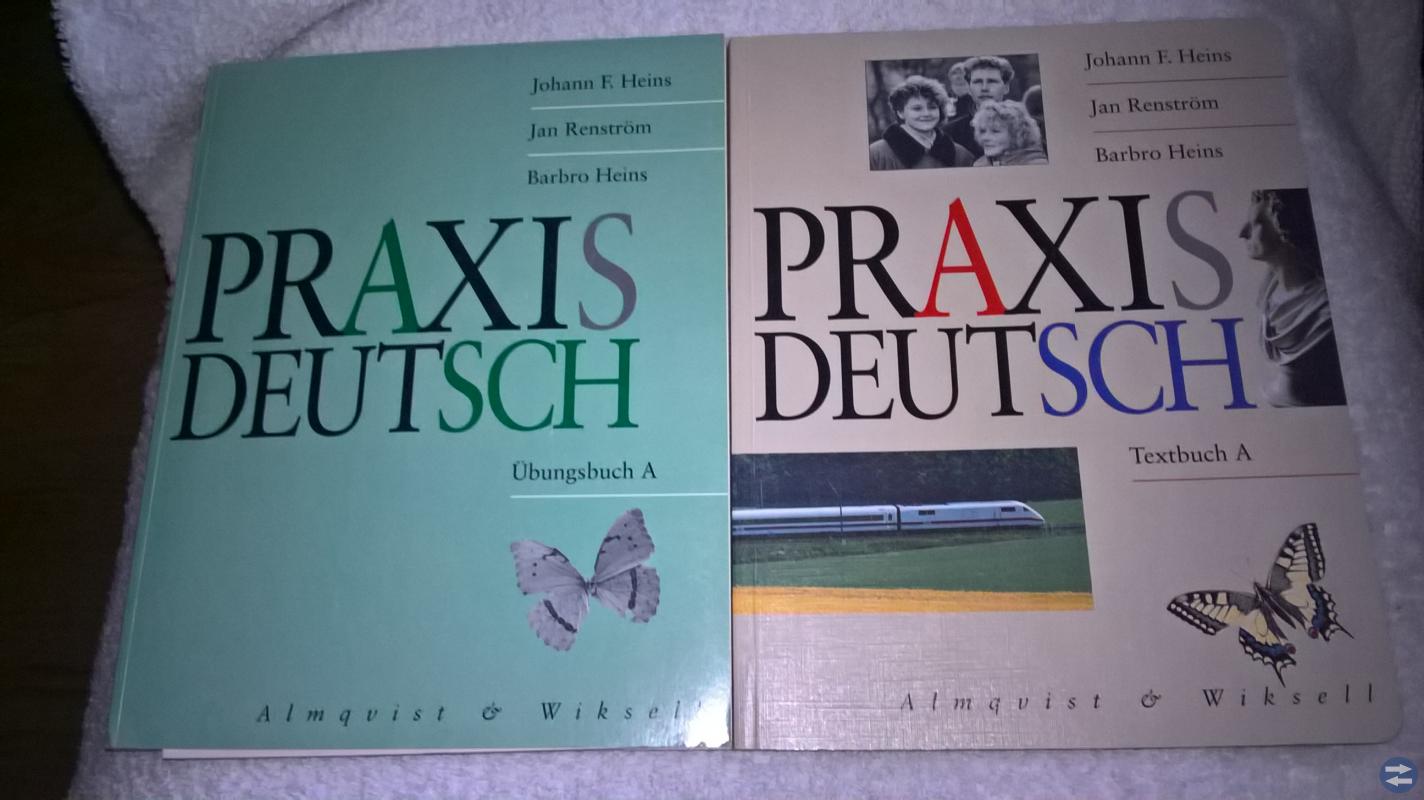 Johann F. Heins
Jan Renström
Barbro Heins
PRAXIS
DEUTSCH
Übungsbuch A
Almqvist & Wiksell
Johann F. Heins
Jan Renström
Barbro Heins
PRAXIS
DEUTSCH
Textbuch A
Almqvist & Wiksell